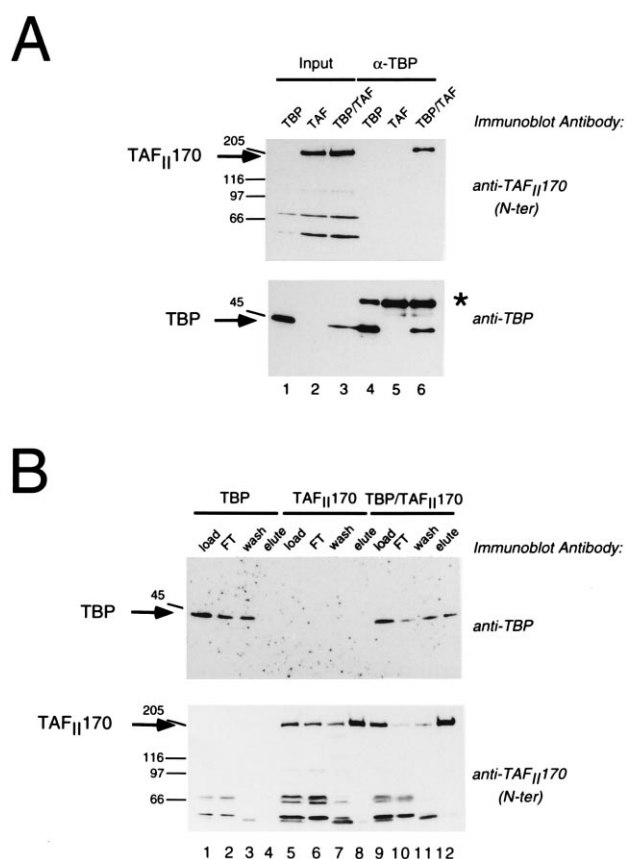 A
Input α-TBP
TBP TAF TBP/TAF TBP TAF TBP/TAF
Immunoblot Antibody:
205
TAFII170
116
97
66
anti-TAFII170
(N-ter)
45
TBP
*
anti-TBP
1 2 3 4 5 6
B
TBP TAFII170 TBP/TAFII170
load FT wash elute load FT wash elute load FT wash elute
Immunoblot Antibody:
45
TBP
anti-TBP
205
TAFII170
116
97
66
anti-TAFII170
(N-ter)
1 2 3 4 5 6 7 8 9 10 11 12